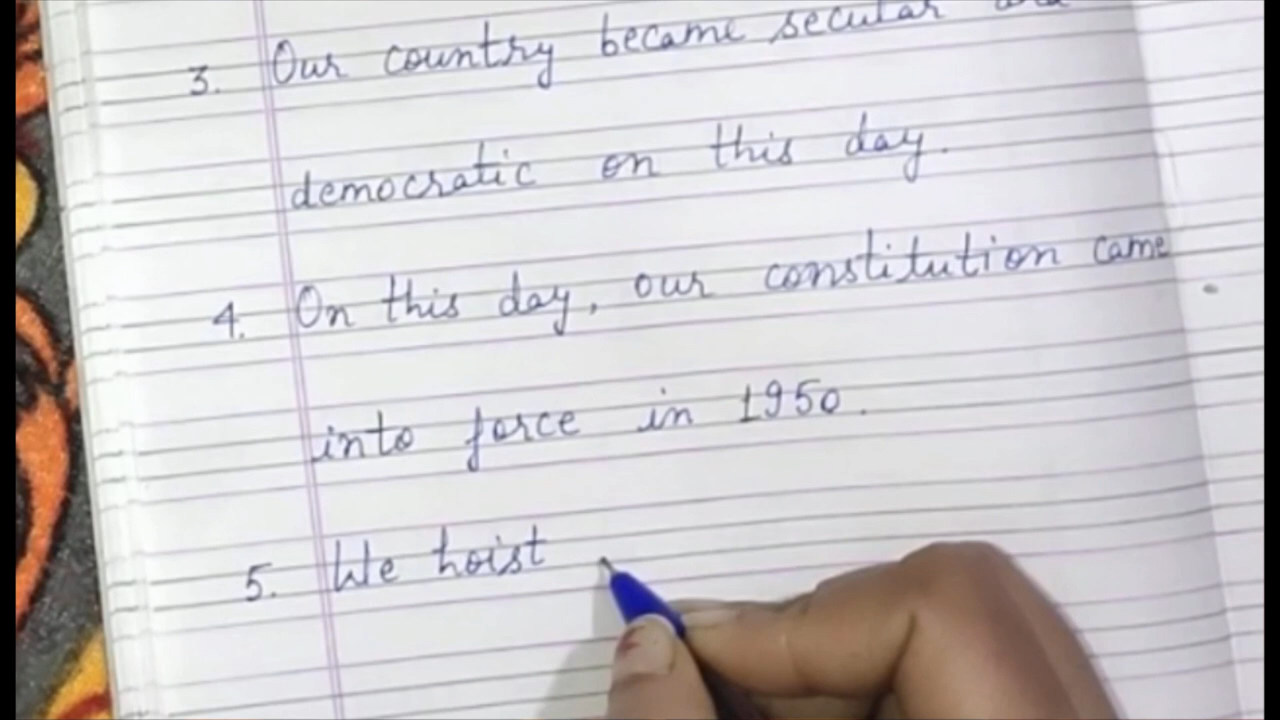 3. Our country became secular and
democratic on this day.
4. On this day, our constitution came
into force in 1950.
5. We hoist